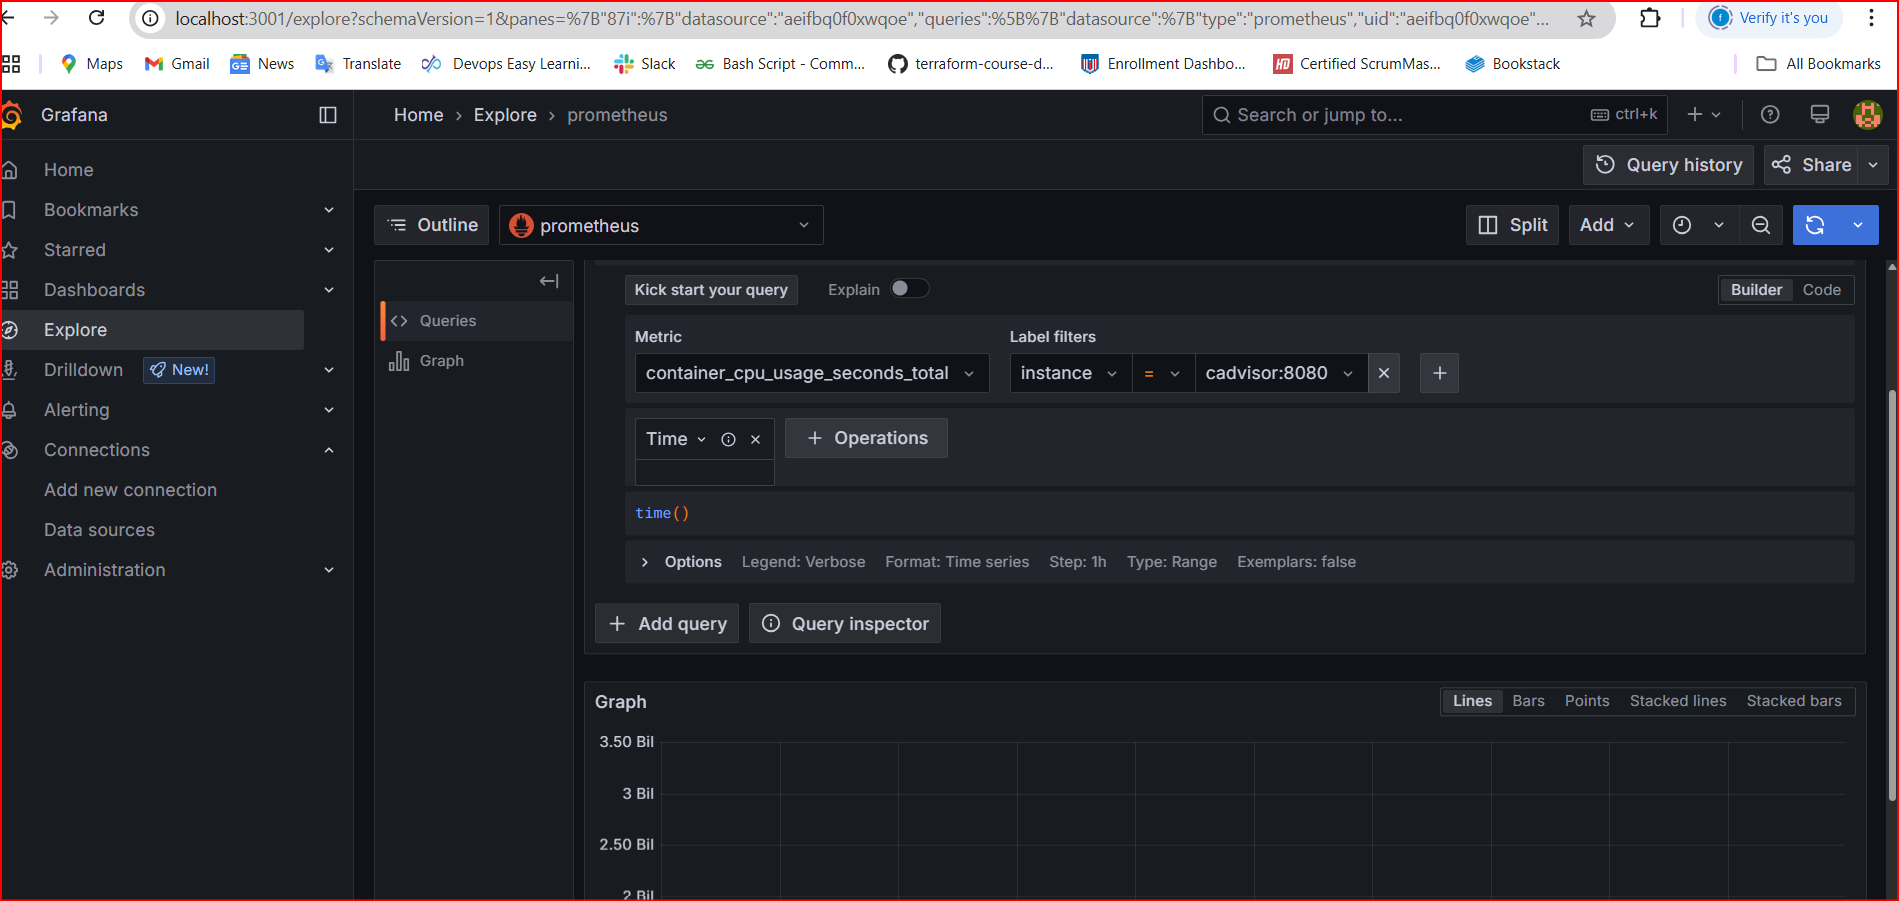 localhost:3001/explore?schemaVersion=1&panes=%7B"87i":%7B"datasource":"aeifbq0f0xwqoe","queries":%5B%7B"datasource":%7B"type":"prometheus","uid":"aeifbq0f0xwqoe"...
Verify it's you
Maps
Gmail
News
Translate
Devops Easy Learni...
Slack
Bash Script - Comm...
terraform-course-d...
Enrollment Dashbo...
HD
Certified ScrumMas...
Bookstack
All Bookmarks
Grafana
Home › Explore › prometheus
Search or jump to...
ctrl+k
Query history
Share
Home
Bookmarks
Starred
Dashboards
Explore
Drilldown
New!
Alerting
Connections
Add new connection
Data sources
Administration
Outline
prometheus
Split
Add
Queries
Graph
Kick start your query
Explain
Builder
Code
Metric
Label filters
container_cpu_usage_seconds_total
instance
=
cadvisor:8080
Time
+ Operations
time()
Options
Legend: Verbose
Format: Time series
Step: 1h
Type: Range
Exemplars: false
+ Add query
Query inspector
Graph
Lines
Bars
Points
Stacked lines
Stacked bars
3.50 Bil
3 Bil
2.50 Bil
2 Bil